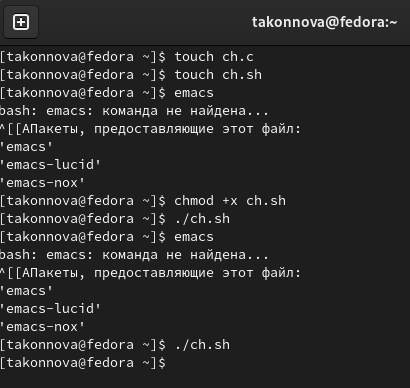 takonnova@fedora:~
[takonnova@fedora ~]$ touch ch.c
[takonnova@fedora ~]$ touch ch.sh
[takonnova@fedora ~]$ emacs
bash: emacs: команда не найдена...
^[[AПакеты, предоставляющие этот файл:
'emacs'
'emacs-lucid'
'emacs-nox'
[takonnova@fedora ~]$ chmod +x ch.sh
[takonnova@fedora ~]$ ./ch.sh
[takonnova@fedora ~]$ emacs
bash: emacs: команда не найдена...
^[[AПакеты, предоставляющие этот файл:
'emacs'
'emacs-lucid'
'emacs-nox'
[takonnova@fedora ~]$ ./ch.sh
[takonnova@fedora ~]$